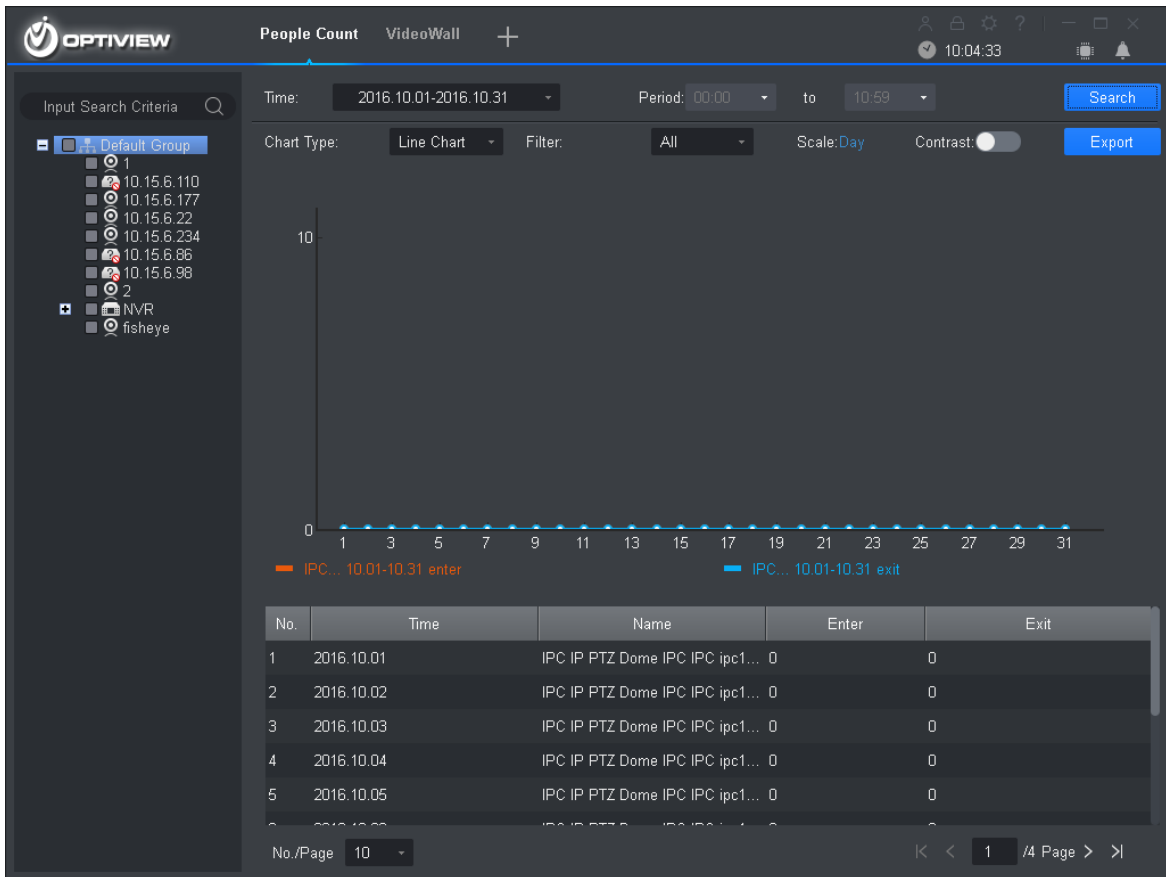 OPTIVIEW
People Count VideoWall
10:04:33
Input Search Criteria
Default Group
1
10.15.6.110
10.15.6.177
10.15.6.22
10.15.6.234
10.15.6.86
10.15.6.98
2
NVR
fisheye
Time: 2016.10.01-2016.10.31 Period: 00:00 to 10:59 Search
Chart Type: Line Chart Filter: All Scale:Day Contrast: Export
10
0
1 3 5 7 9 11 13 15 17 19 21 23 25 27 29 31
IPC... 10.01-10.31 enter IPC... 10.01-10.31 exit
No. Time Name Enter Exit
1 2016.10.01 IPC IP PTZ Dome IPC IPC ipc1... 0 0
2 2016.10.02 IPC IP PTZ Dome IPC IPC ipc1... 0 0
3 2016.10.03 IPC IP PTZ Dome IPC IPC ipc1... 0 0
4 2016.10.04 IPC IP PTZ Dome IPC IPC ipc1... 0 0
5 2016.10.05 IPC IP PTZ Dome IPC IPC ipc1... 0 0
No./Page 10 1 /4 Page